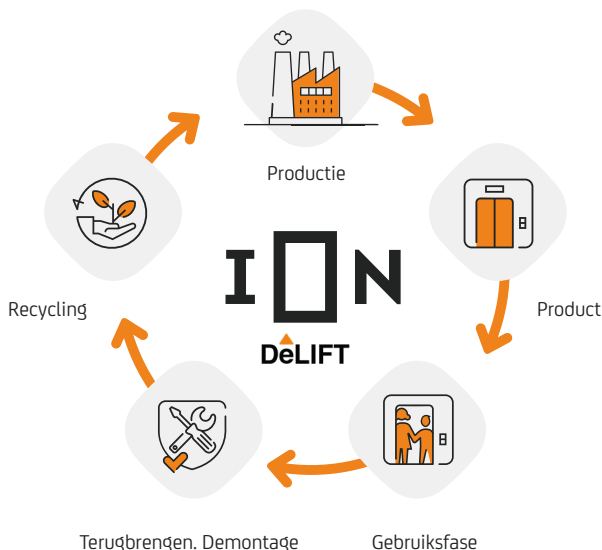 Productie
Product
Recycling
ION
DeLIFT
Terugbrengen. Demontage
Gebruiksfase